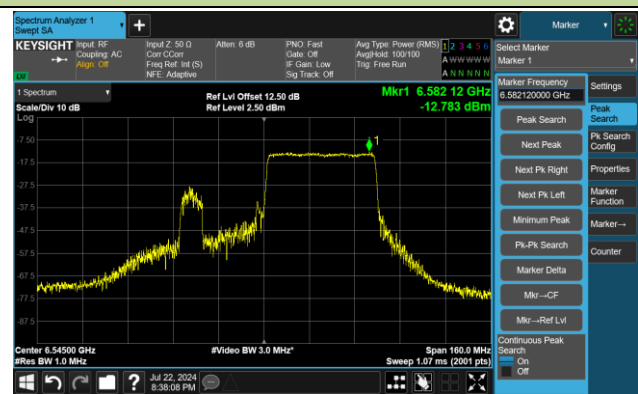 Spectrum Analyzer 1
Swept SA
+
Marker
KEYSIGHT
Input: RF
Coupling: AC
Align: Off
Input Z: 50 Ω
Corr CCorr
Freq Ref: Int (S)
NFE: Adaptive
Atten: 6 dB
PNO: Fast
Gate: Off
IF Gain: Low
Sig Track: Off
Avg Type: Power (RMS)
Avg|Hold: 100/100
Trig: Free Run
1 2 3 4 5 6
A W W W W W
A N N N N N
LXI
Select Marker
Marker 1
1 Spectrum
Scale/Div 10 dB
Log
Ref Lvl Offset 12.50 dB
Ref Level 2.50 dBm
Mkr1 6.582 12 GHz
-12.783 dBm
1
-7.50
-17.5
-27.5
-37.5
-47.5
-57.5
-67.5
-77.5
-87.5
Center 6.54500 GHz
#Res BW 1.0 MHz
#Video BW 3.0 MHz*
Span 160.0 MHz
Sweep 1.07 ms (2001 pts)
Marker Frequency
6.582120000 GHz
Peak Search
Next Peak
Next Pk Right
Next Pk Left
Minimum Peak
Pk-Pk Search
Marker Delta
Mkr→CF
Mkr→Ref Lvl
Continuous Peak
Search
On
Off
Settings
Peak
Search
Pk Search
Config
Properties
Marker
Function
Marker→
Counter
?
Jul 22, 2024
8:38:08 PM